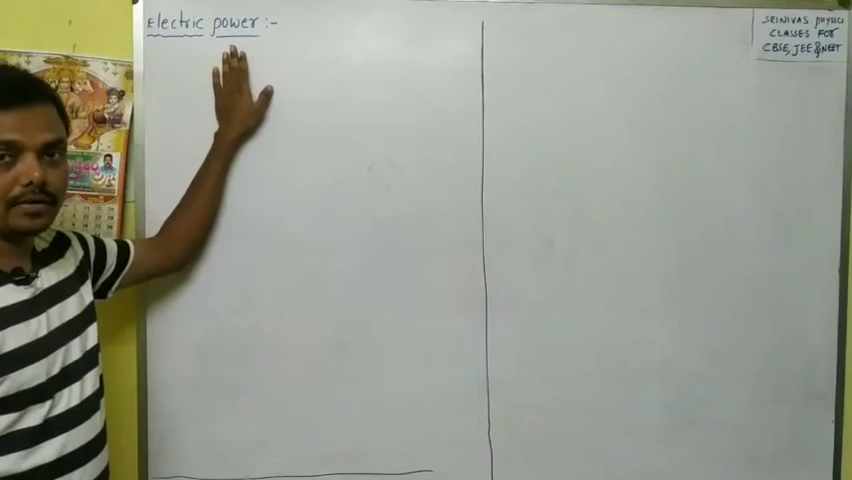 Electric power :-
SRINIVAS PHYSICS
CLASSES FOR
CBSE, JEE & NEET